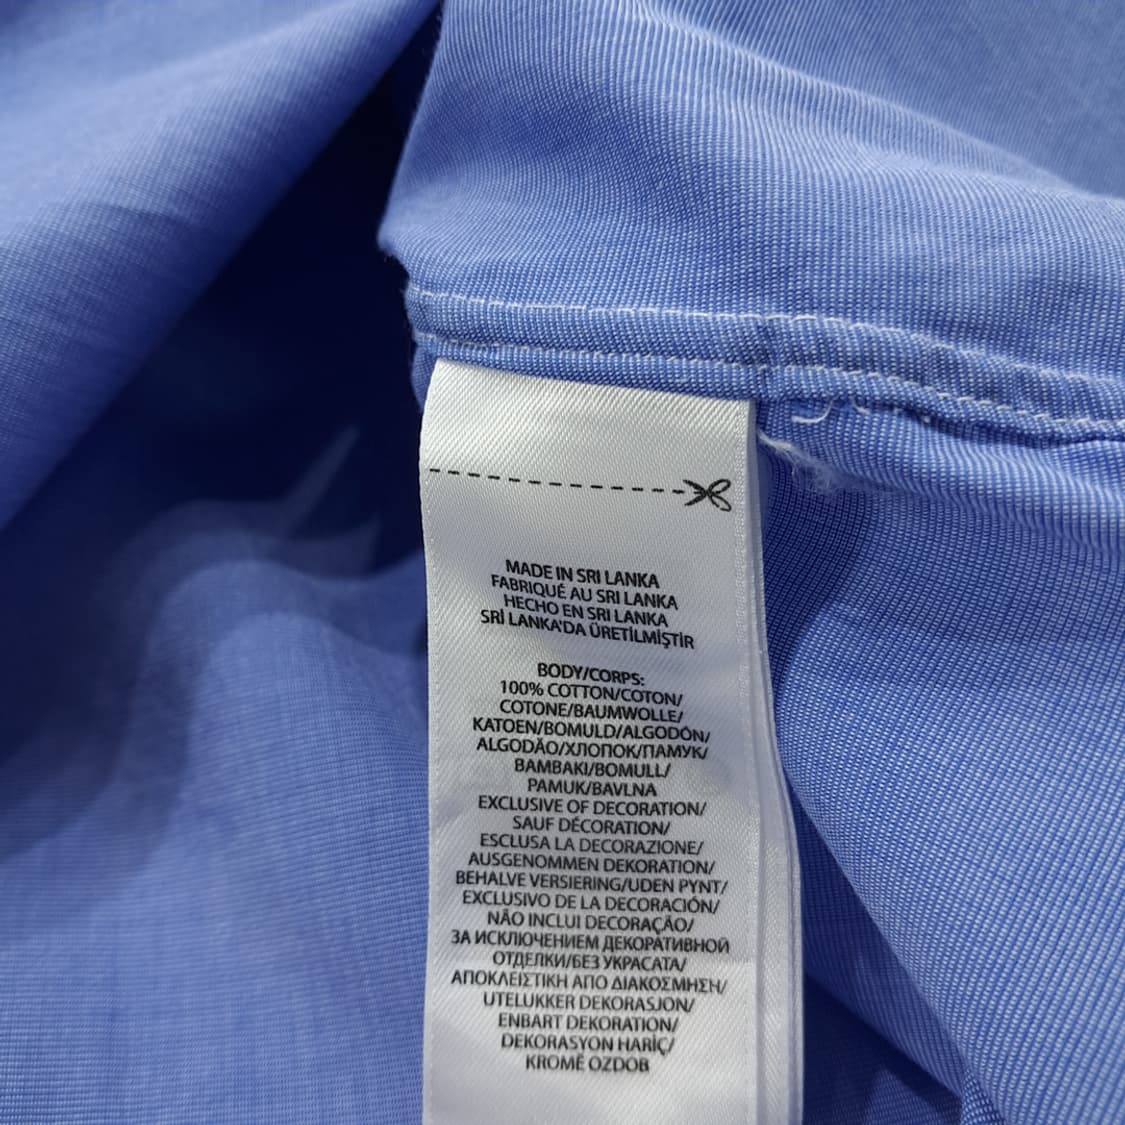 MADE IN SRI LANKA
FABRIQUÉ AU SRI LANKA
HECHO EN SRI LANKA
SRİ LANKA'DA ÜRETİLMİŞTİR
BODY/CORPS:
100% COTTON/COTON/
COTONE/BAUMWOLLE/
KATOEN/BOMULD/ALGODÓN/
ALGODÃO/ХЛОПОК/ПАМУК/
BAMBAKI/BOMULL/
PAMUK/BAVLNA
EXCLUSIVE OF DECORATION/
SAUF DÉCORATION/
ESCLUSA LA DECORAZIONE/
AUSGENOMMEN DEKORATION/
BEHALVE VERSIERING/UDEN PYNT/
EXCLUSIVO DE LA DECORACIÓN/
NÃO INCLUI DECORAÇÃO/
ЗА ИСКЛЮЧЕНИЕМ ДЕКОРАТИВНОЙ
ОТДЕЛКИ/БЕЗ УКРАСАТА/
ΑΠΟΚΛΕΙΣΤΙΚΗ ΑΠΟ ΔΙΑΚΟΣΜΗΣΗ/
UTELUKKER DEKORASJON/
ENBART DEKORATION/
DEKORASYON HARİÇ/
KROMĚ OZDOB